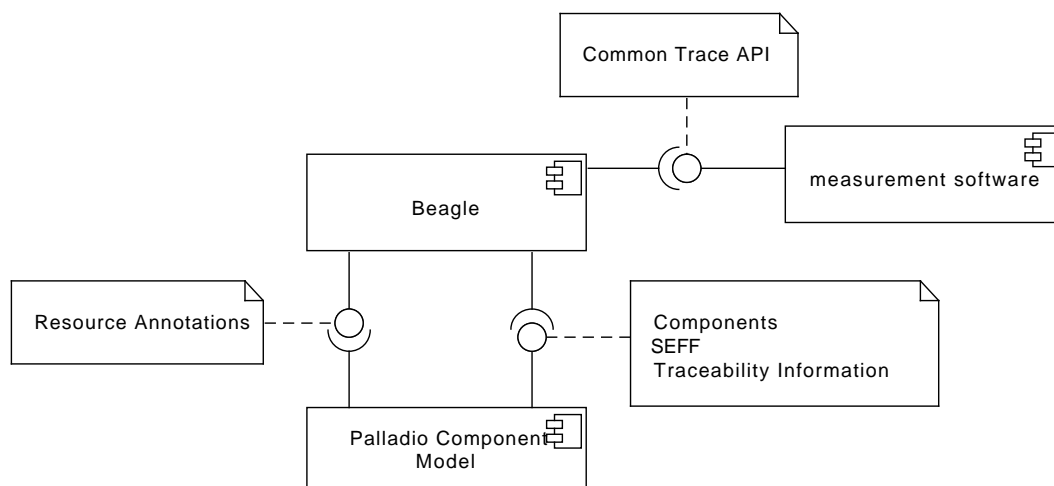 Common Trace API
measurement software
Beagle
Resource Annotations
Components
SEFF
Traceability Information
Palladio Component
Model